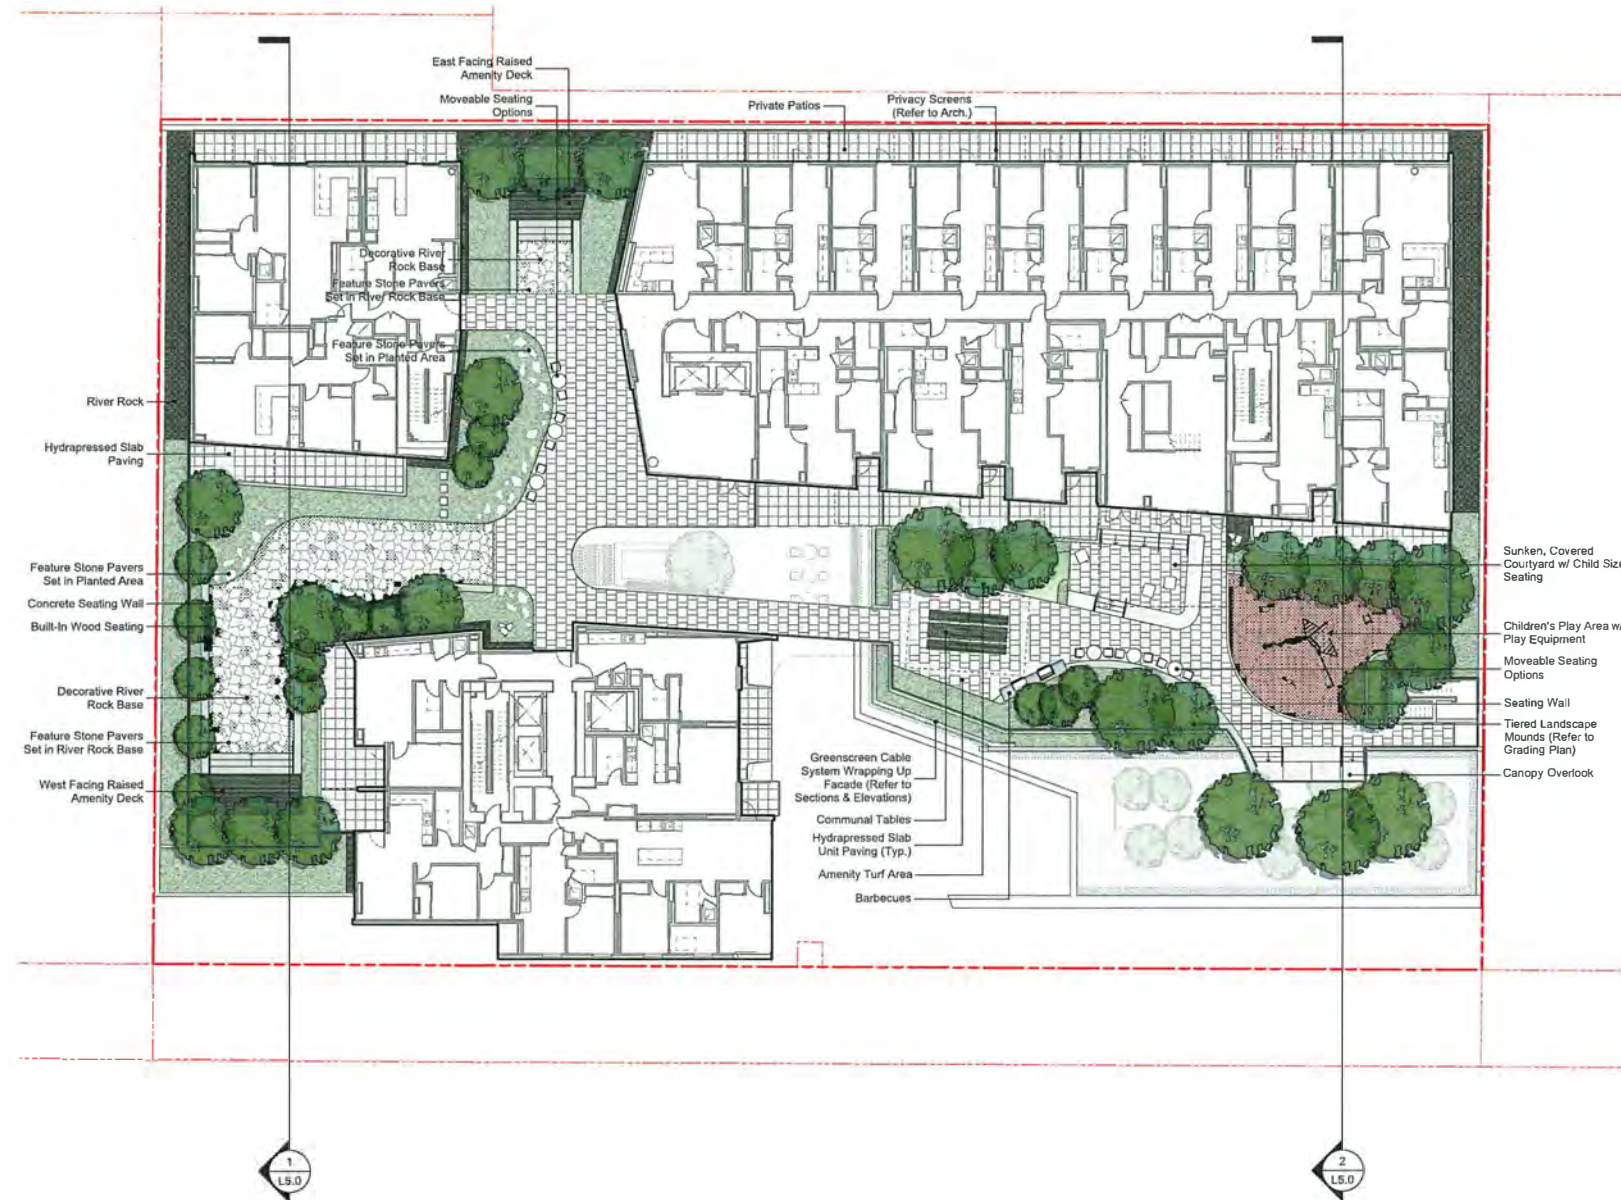 East Facing Raised
Amenity Deck
Moveable Seating
Options
Private Patios
Privacy Screens
(Refer to Arch.)
Decorative River
Rock Base
Feature Stone Pavers
Set in River Rock Base
Feature Stone Pavers
Set in Planted Area
River Rock
Hydrapressed Slab
Paving
Feature Stone Pavers
Set in Planted Area
Concrete Seating Wall
Built-In Wood Seating
Decorative River
Rock Base
Feature Stone Pavers
Set in River Rock Base
West Facing Raised
Amenity Deck
Greenscreen Cable
System Wrapping Up
Facade (Refer to
Sections & Elevations)
Communal Tables
Hydrapressed Slab
Unit Paving (Typ.)
Amenity Turf Area
Barbecues
Sunken, Covered
Courtyard w/ Child Size
Seating
Children's Play Area w/
Play Equipment
Moveable Seating
Options
Seating Wall
Tiered Landscape
Mounds (Refer to
Grading Plan)
Canopy Overlook
1
L5.0
2
L5.0